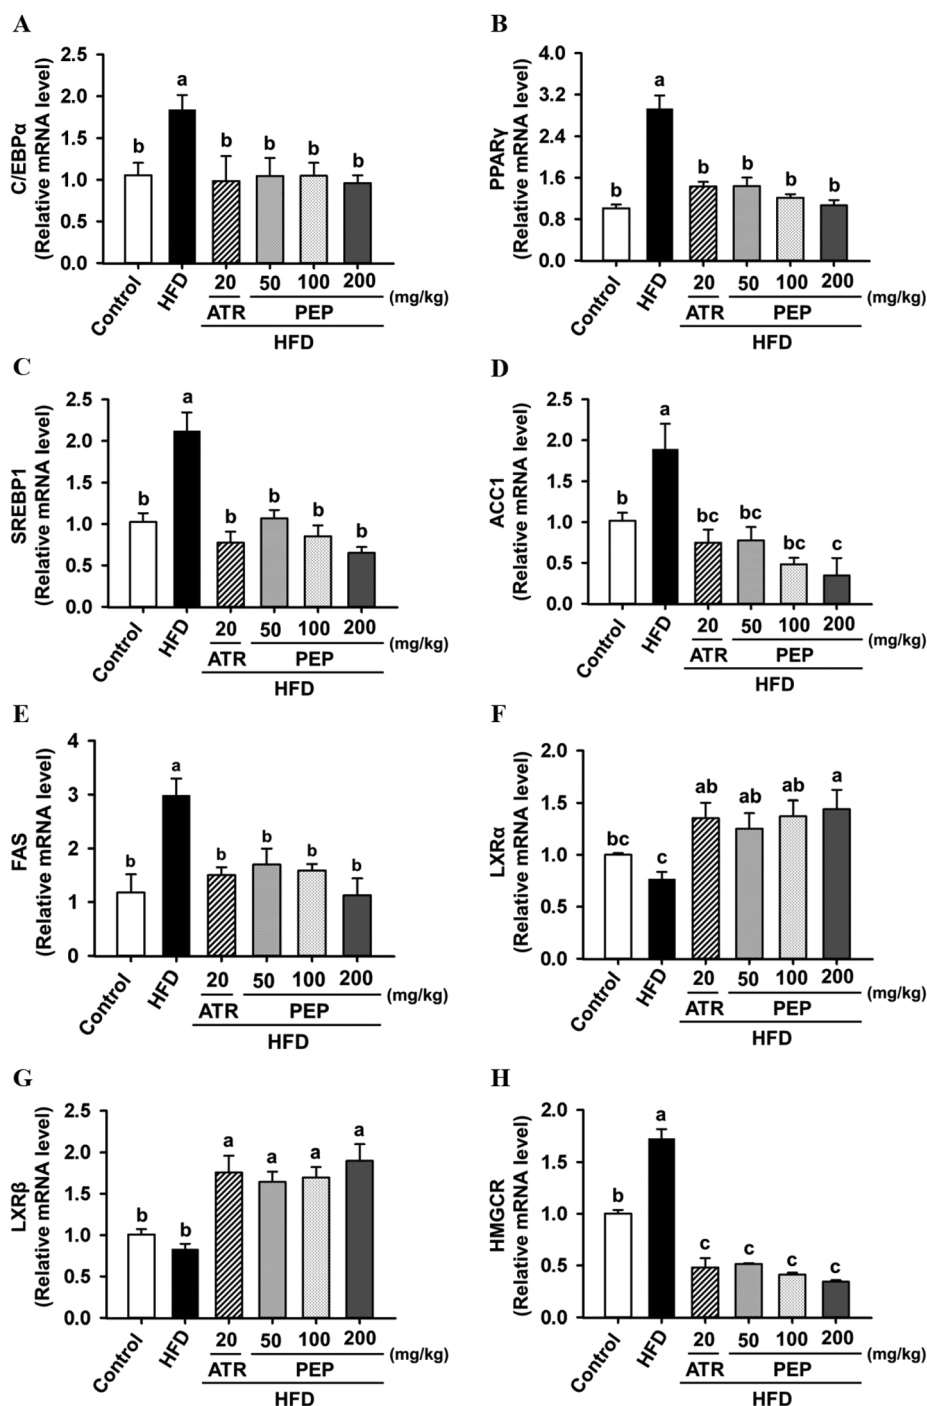 A
C/EBPα
(Relative mRNA level)
2.5
2.0
1.5
1.0
0.5
0.0
b
a
b
b
b
b
Control
HFD
20
50
100
200
(mg/kg)
ATR
PEP
HFD
B
PPARγ
(Relative mRNA level)
4.0
3.2
2.4
1.6
0.8
0.0
b
a
b
b
b
b
Control
HFD
20
50
100
200
(mg/kg)
ATR
PEP
HFD
C
SREBP1
(Relative mRNA level)
2.5
2.0
1.5
1.0
0.5
0.0
b
a
b
b
b
b
Control
HFD
20
50
100
200
(mg/kg)
ATR
PEP
HFD
D
ACC1
(Relative mRNA level)
2.5
2.0
1.5
1.0
0.5
0.0
b
a
bc
bc
bc
c
Control
HFD
20
50
100
200
(mg/kg)
ATR
PEP
HFD
E
FAS
(Relative mRNA level)
4
3
2
1
0
b
a
b
b
b
b
Control
HFD
20
50
100
200
(mg/kg)
ATR
PEP
HFD
F
LXRα
(Relative mRNA level)
2.0
1.5
1.0
0.5
0.0
bc
c
ab
ab
ab
a
Control
HFD
20
50
100
200
(mg/kg)
ATR
PEP
HFD
G
LXRβ
(Relative mRNA level)
2.5
2.0
1.5
1.0
0.5
0.0
b
b
a
a
a
a
Control
HFD
20
50
100
200
(mg/kg)
ATR
PEP
HFD
H
HMGCR
(Relative mRNA level)
2.0
1.5
1.0
0.5
0.0
b
a
c
c
c
c
Control
HFD
20
50
100
200
(mg/kg)
ATR
PEP
HFD